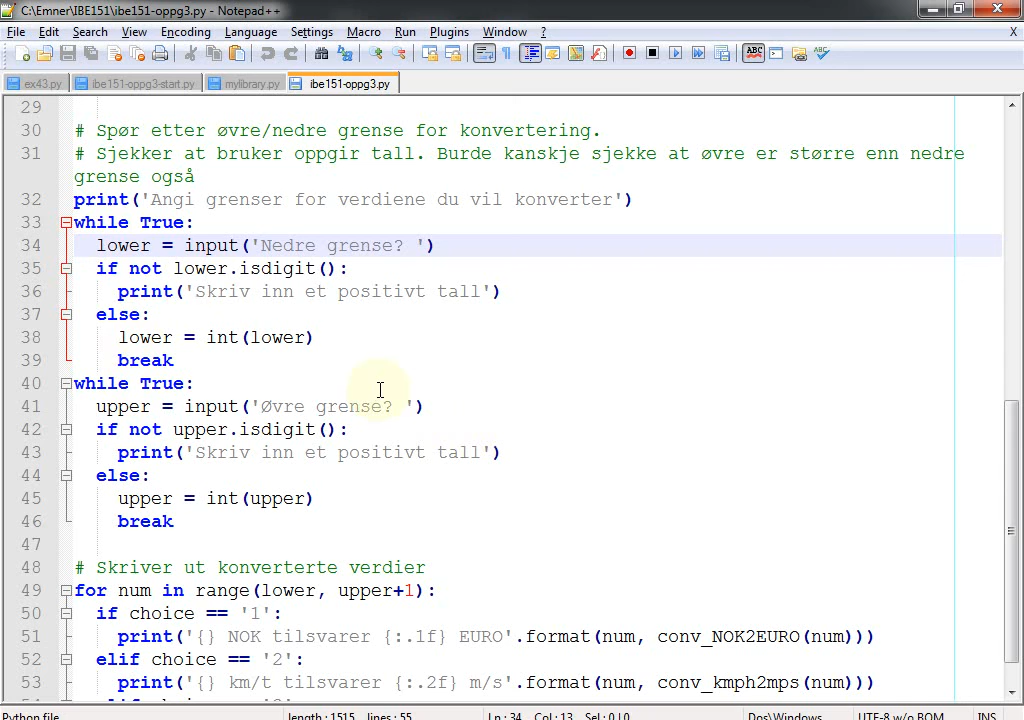 C:\Emner\IBE151\ibe151-oppg3.py - Notepad++
File Edit Search View Encoding Language Settings Macro Run Plugins Window ? X
ex43.py ibe151-oppg3-start.py mylibrary.py ibe151-oppg3.py
29
30 # Spør etter øvre/nedre grense for konvertering.
31 # Sjekker at bruker oppgir tall. Burde kanskje sjekke at øvre er større enn nedre
grense også
32 print('Angi grenser for verdiene du vil konverter')
33 while True:
34 lower = input('Nedre grense? ')
35 if not lower.isdigit():
36 print('Skriv inn et positivt tall')
37 else:
38 lower = int(lower)
39 break
40 while True:
41 upper = input('Øvre grense? ')
42 if not upper.isdigit():
43 print('Skriv inn et positivt tall')
44 else:
45 upper = int(upper)
46 break
47
48 # Skriver ut konverterte verdier
49 for num in range(lower, upper+1):
50 if choice == '1':
51 print('{} NOK tilsvarer {:.1f} EURO'.format(num, conv_NOK2EURO(num)))
52 elif choice == '2':
53 print('{} km/t tilsvarer {:.2f} m/s'.format(num, conv_kmph2mps(num)))
Python file length : 1515 lines : 55 Ln : 34 Col : 13 Sel : 0 | 0 Dos\Windows UTF-8 w/o BOM INS